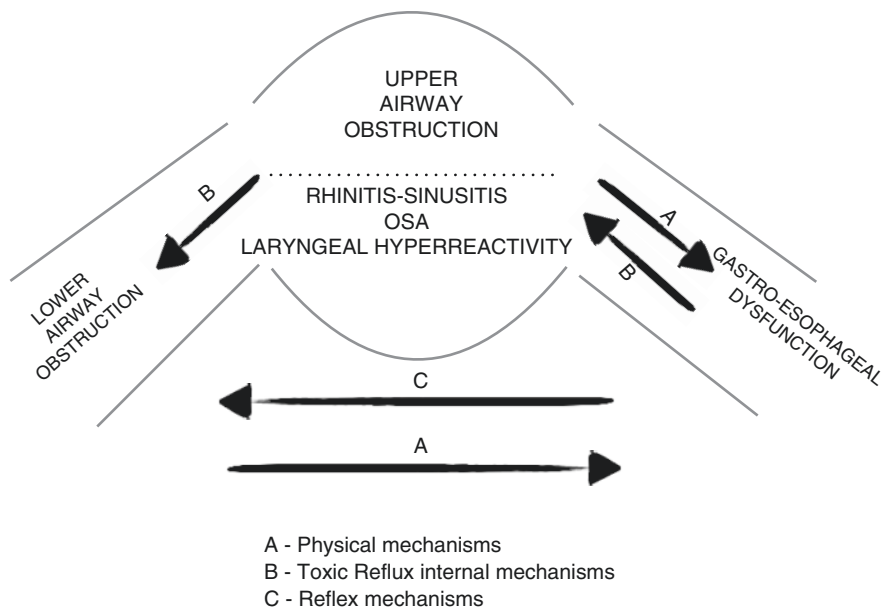 UPPER
AIRWAY
OBSTRUCTION
RHINITIS-SINUSITIS
OSA
LARYNGEAL HYPERREACTIVITY
B
LOWER
AIRWAY
OBSTRUCTION
A
B
GASTRO-ESOPHAGEAL
DYSFUNCTION
C
A
A - Physical mechanisms
B - Toxic Reflux internal mechanisms
C - Reflex mechanisms